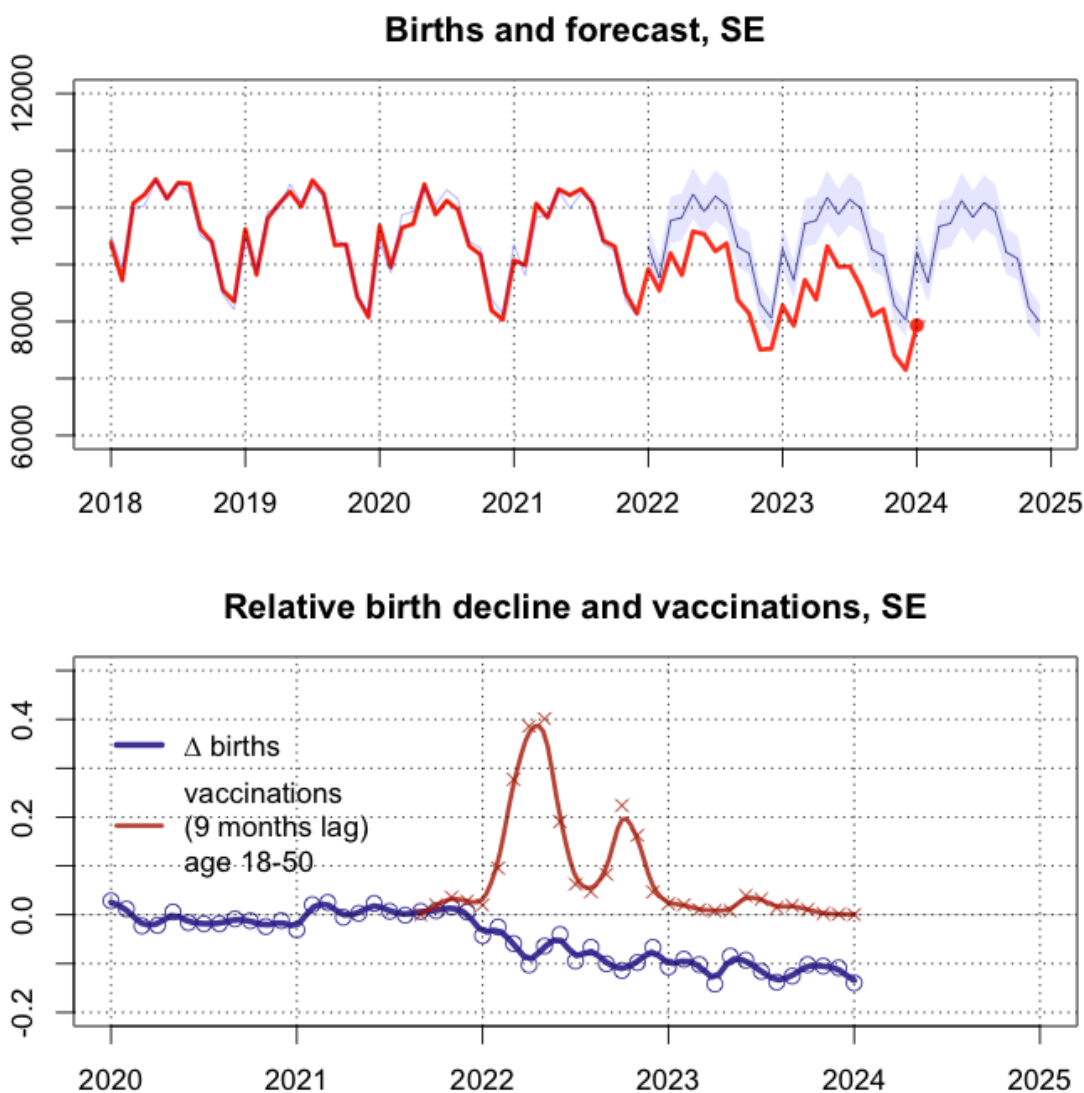 Births and forecast, SE
12000
10000
8000
6000
2018 2019 2020 2021 2022 2023 2024 2025
Relative birth decline and vaccinations, SE
0.4
0.2
0.0
-0.2
Δ births
vaccinations
(9 months lag)
age 18-50
2020 2021 2022 2023 2024 2025